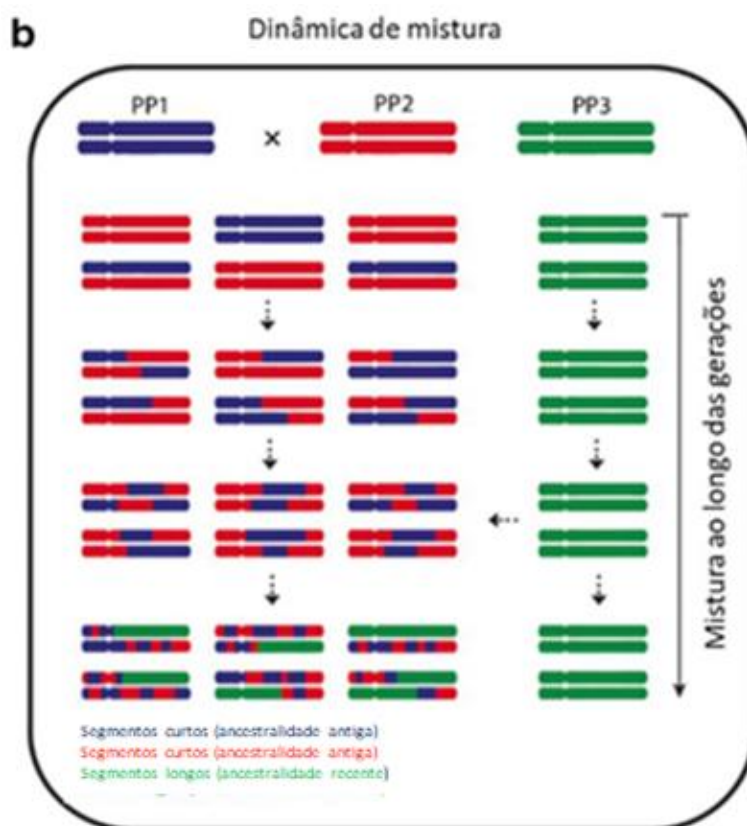 b
Dinâmica de mistura
PP1
×
PP2
PP3
Mistura ao longo das gerações
Segmentos curtos (ancestralidade antiga)
Segmentos curtos (ancestralidade antiga)
Segmentos longos (ancestralidade recente)